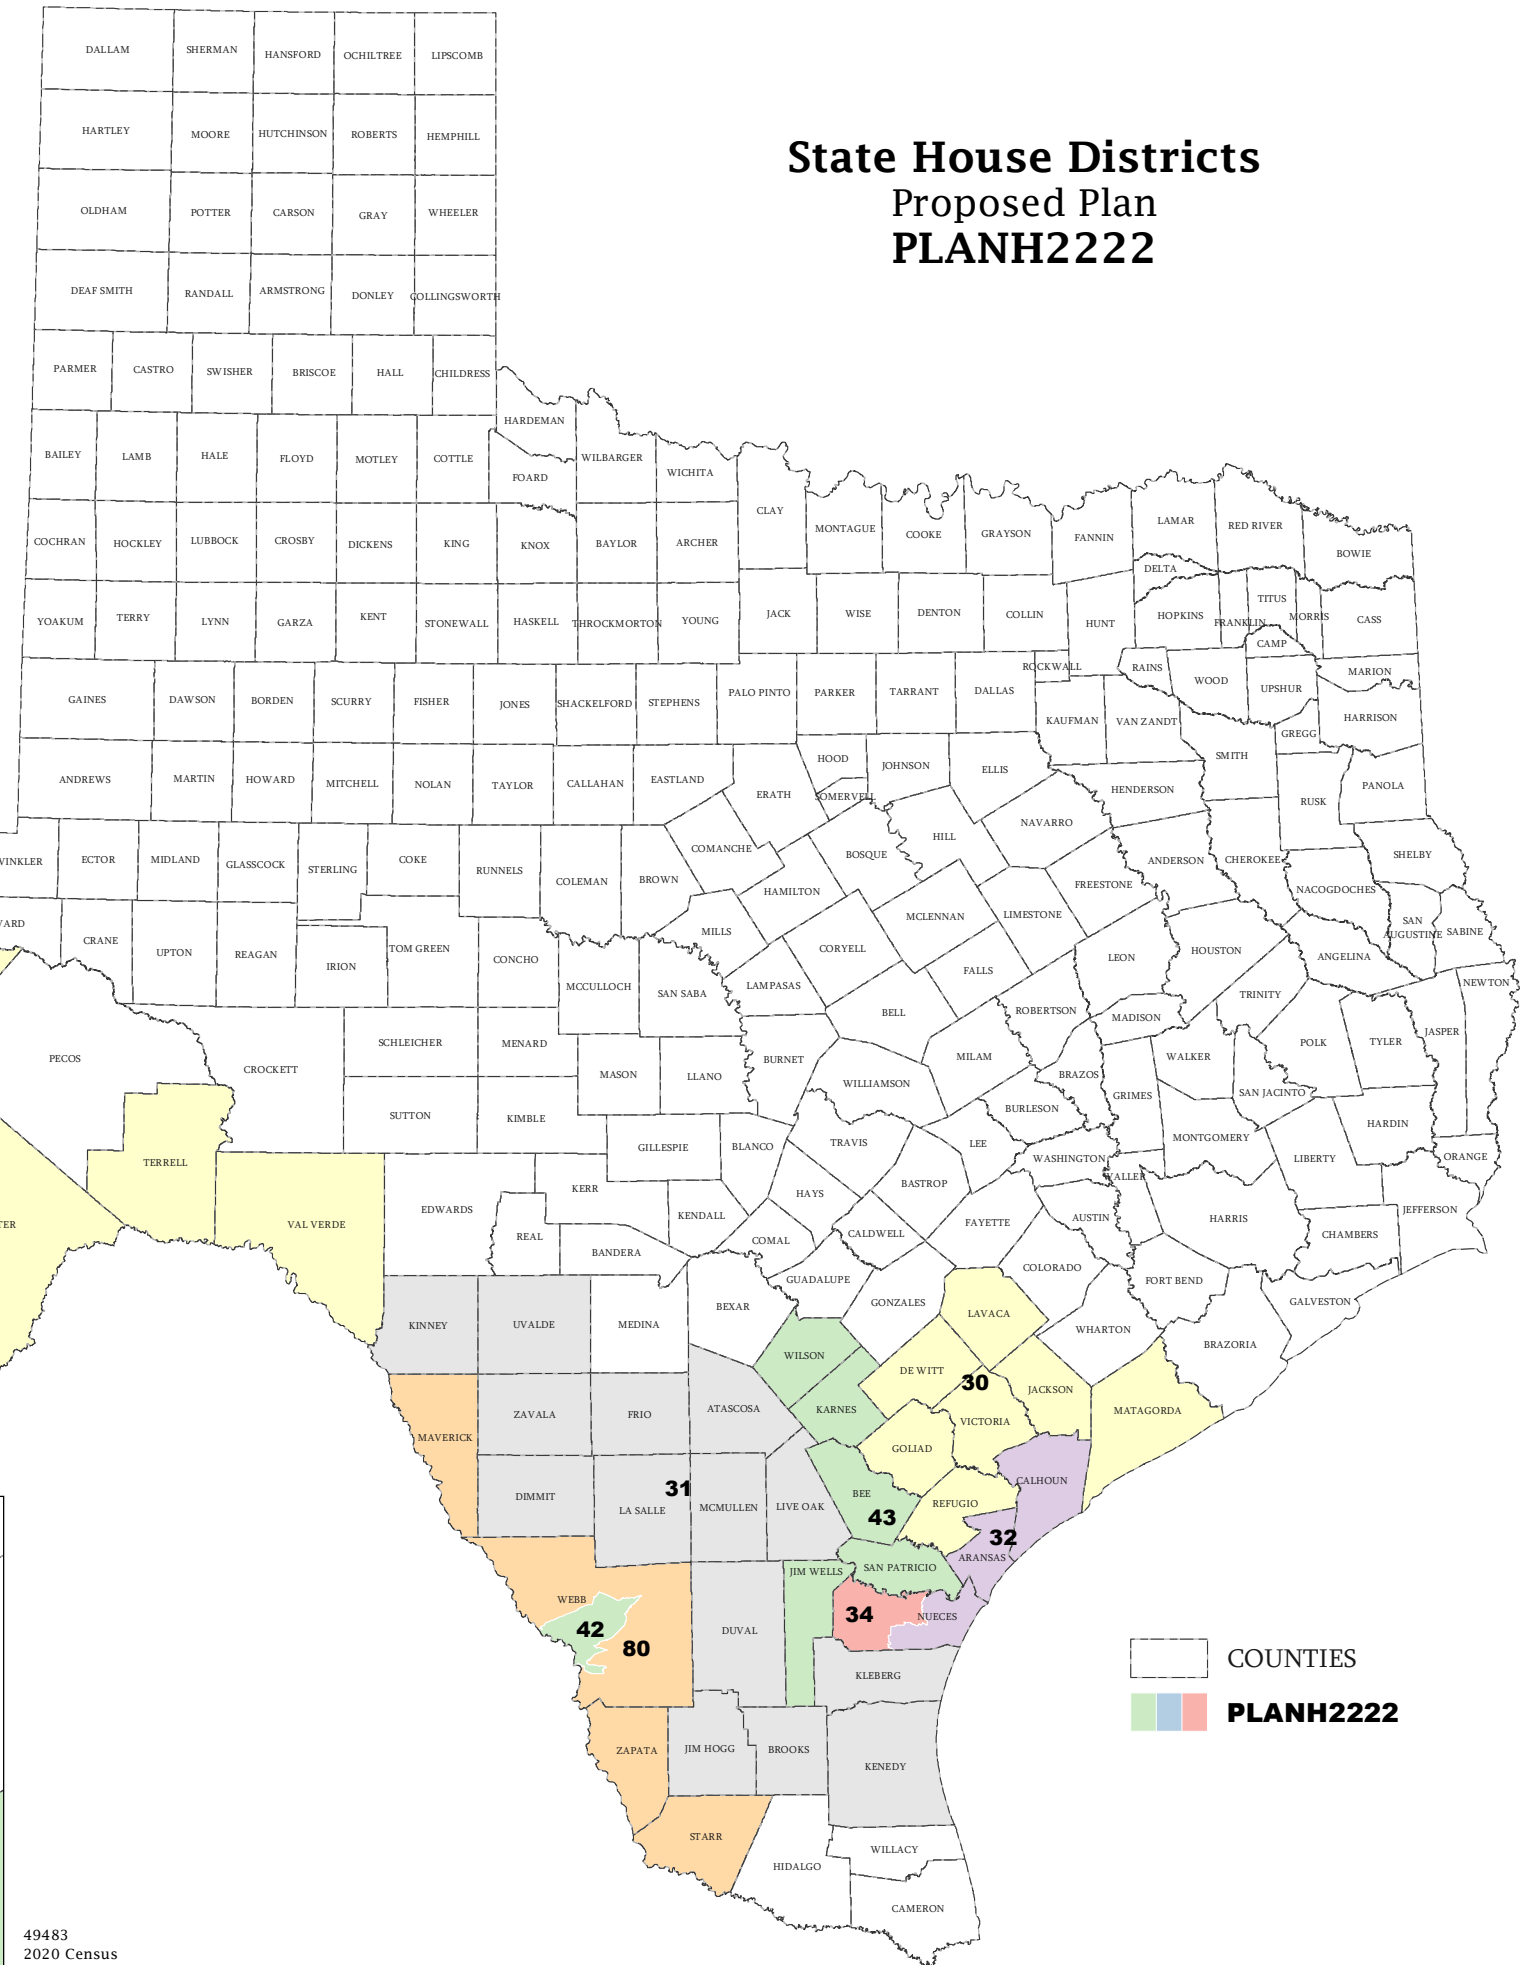 State House Districts
Proposed Plan
PLANH2222
DALLAM SHERMAN HANSFORD OCHILTREE LIPSCOMB
HARTLEY MOORE HUTCHINSON ROBERTS HEMPHILL
OLDHAM POTTER CARSON GRAY WHEELER
DEAF SMITH RANDALL ARMSTRONG DONLEY COLLINGSWORTH
PARMER CASTRO SWISHER BRISCOE HALL CHILDRESS
HARDEMAN
BAILEY LAMB HALE FLOYD MOTLEY COTTLE FOARD WILBARGER WICHITA
CLAY MONTAGUE COOKE GRAYSON FANNIN LAMAR RED RIVER BOWIE
COCHRAN HOCKLEY LUBBOCK CROSBY DICKENS KING KNOX BAYLOR ARCHER
DELTA
YOAKUM TERRY LYNN GARZA KENT STONEWALL HASKELL THROCKMORTON YOUNG JACK WISE DENTON COLLIN HUNT HOPKINS FRANKLIN TITUS MORRIS CASS
CAMP
ROCKWALL RAINS WOOD UPSHUR MARION
GAINES DAWSON BORDEN SCURRY FISHER JONES SHACKELFORD STEPHENS PALO PINTO PARKER TARRANT DALLAS
KAUFMAN VAN ZANDT GREGG HARRISON
ANDREWS MARTIN HOWARD MITCHELL NOLAN TAYLOR CALLAHAN EASTLAND ERATH HOOD JOHNSON ELLIS SMITH
SOMERVELL HENDERSON RUSK PANOLA
WINKLER ECTOR MIDLAND GLASSCOCK STERLING COKE RUNNELS COLEMAN BROWN COMANCHE BOSQUE HILL NAVARRO
HAMILTON FREESTONE ANDERSON CHEROKEE NACOGDOCHES SHELBY
VARD CRANE UPTON REAGAN IRION TOM GREEN CONCHO MILLS CORYELL MCLENNAN LIMESTONE
SAN
AUGUSTINE SABINE
MCCULLOCH SAN SABA LAMPASAS FALLS LEON HOUSTON ANGELINA
BELL ROBERTSON MADISON TRINITY NEWTON
PECOS CROCKETT SCHLEICHER MENARD MASON LLANO BURNET WILLIAMSON MILAM BRAZOS WALKER POLK TYLER JASPER
SUTTON KIMBLE BURLESON GRIMES SAN JACINTO
TERRELL GILLESPIE BLANCO TRAVIS LEE WASHINGTON MONTGOMERY HARDIN
LIBERTY ORANGE
TER VAL VERDE EDWARDS KERR HAYS BASTROP WALLER
REAL KENDALL FAYETTE AUSTIN HARRIS JEFFERSON
BANDERA COMAL CALDWELL CHAMBERS
GUADALUPE COLORADO FORT BEND GALVESTON
KINNEY UVALDE MEDINA BEXAR GONZALES LAVACA WHARTON BRAZORIA
WILSON DE WITT 30 JACKSON
ZAVALA FRIO ATASCOSA KARNES VICTORIA MATAGORDA
MAVERICK GOLIAD
DIMMIT LA SALLE 31 MCMULLEN LIVE OAK BEE 43 REFUGIO CALHOUN
32
JIM WELLS SAN PATRICIO ARANSAS
WEBB 42 80 DUVAL 34 NUECES
KLEBERG
ZAPATA JIM HOGG BROOKS KENEDY
STARR HIDALGO WILLACY
CAMERON
COUNTIES
PLANH2222
49483
2020 Census